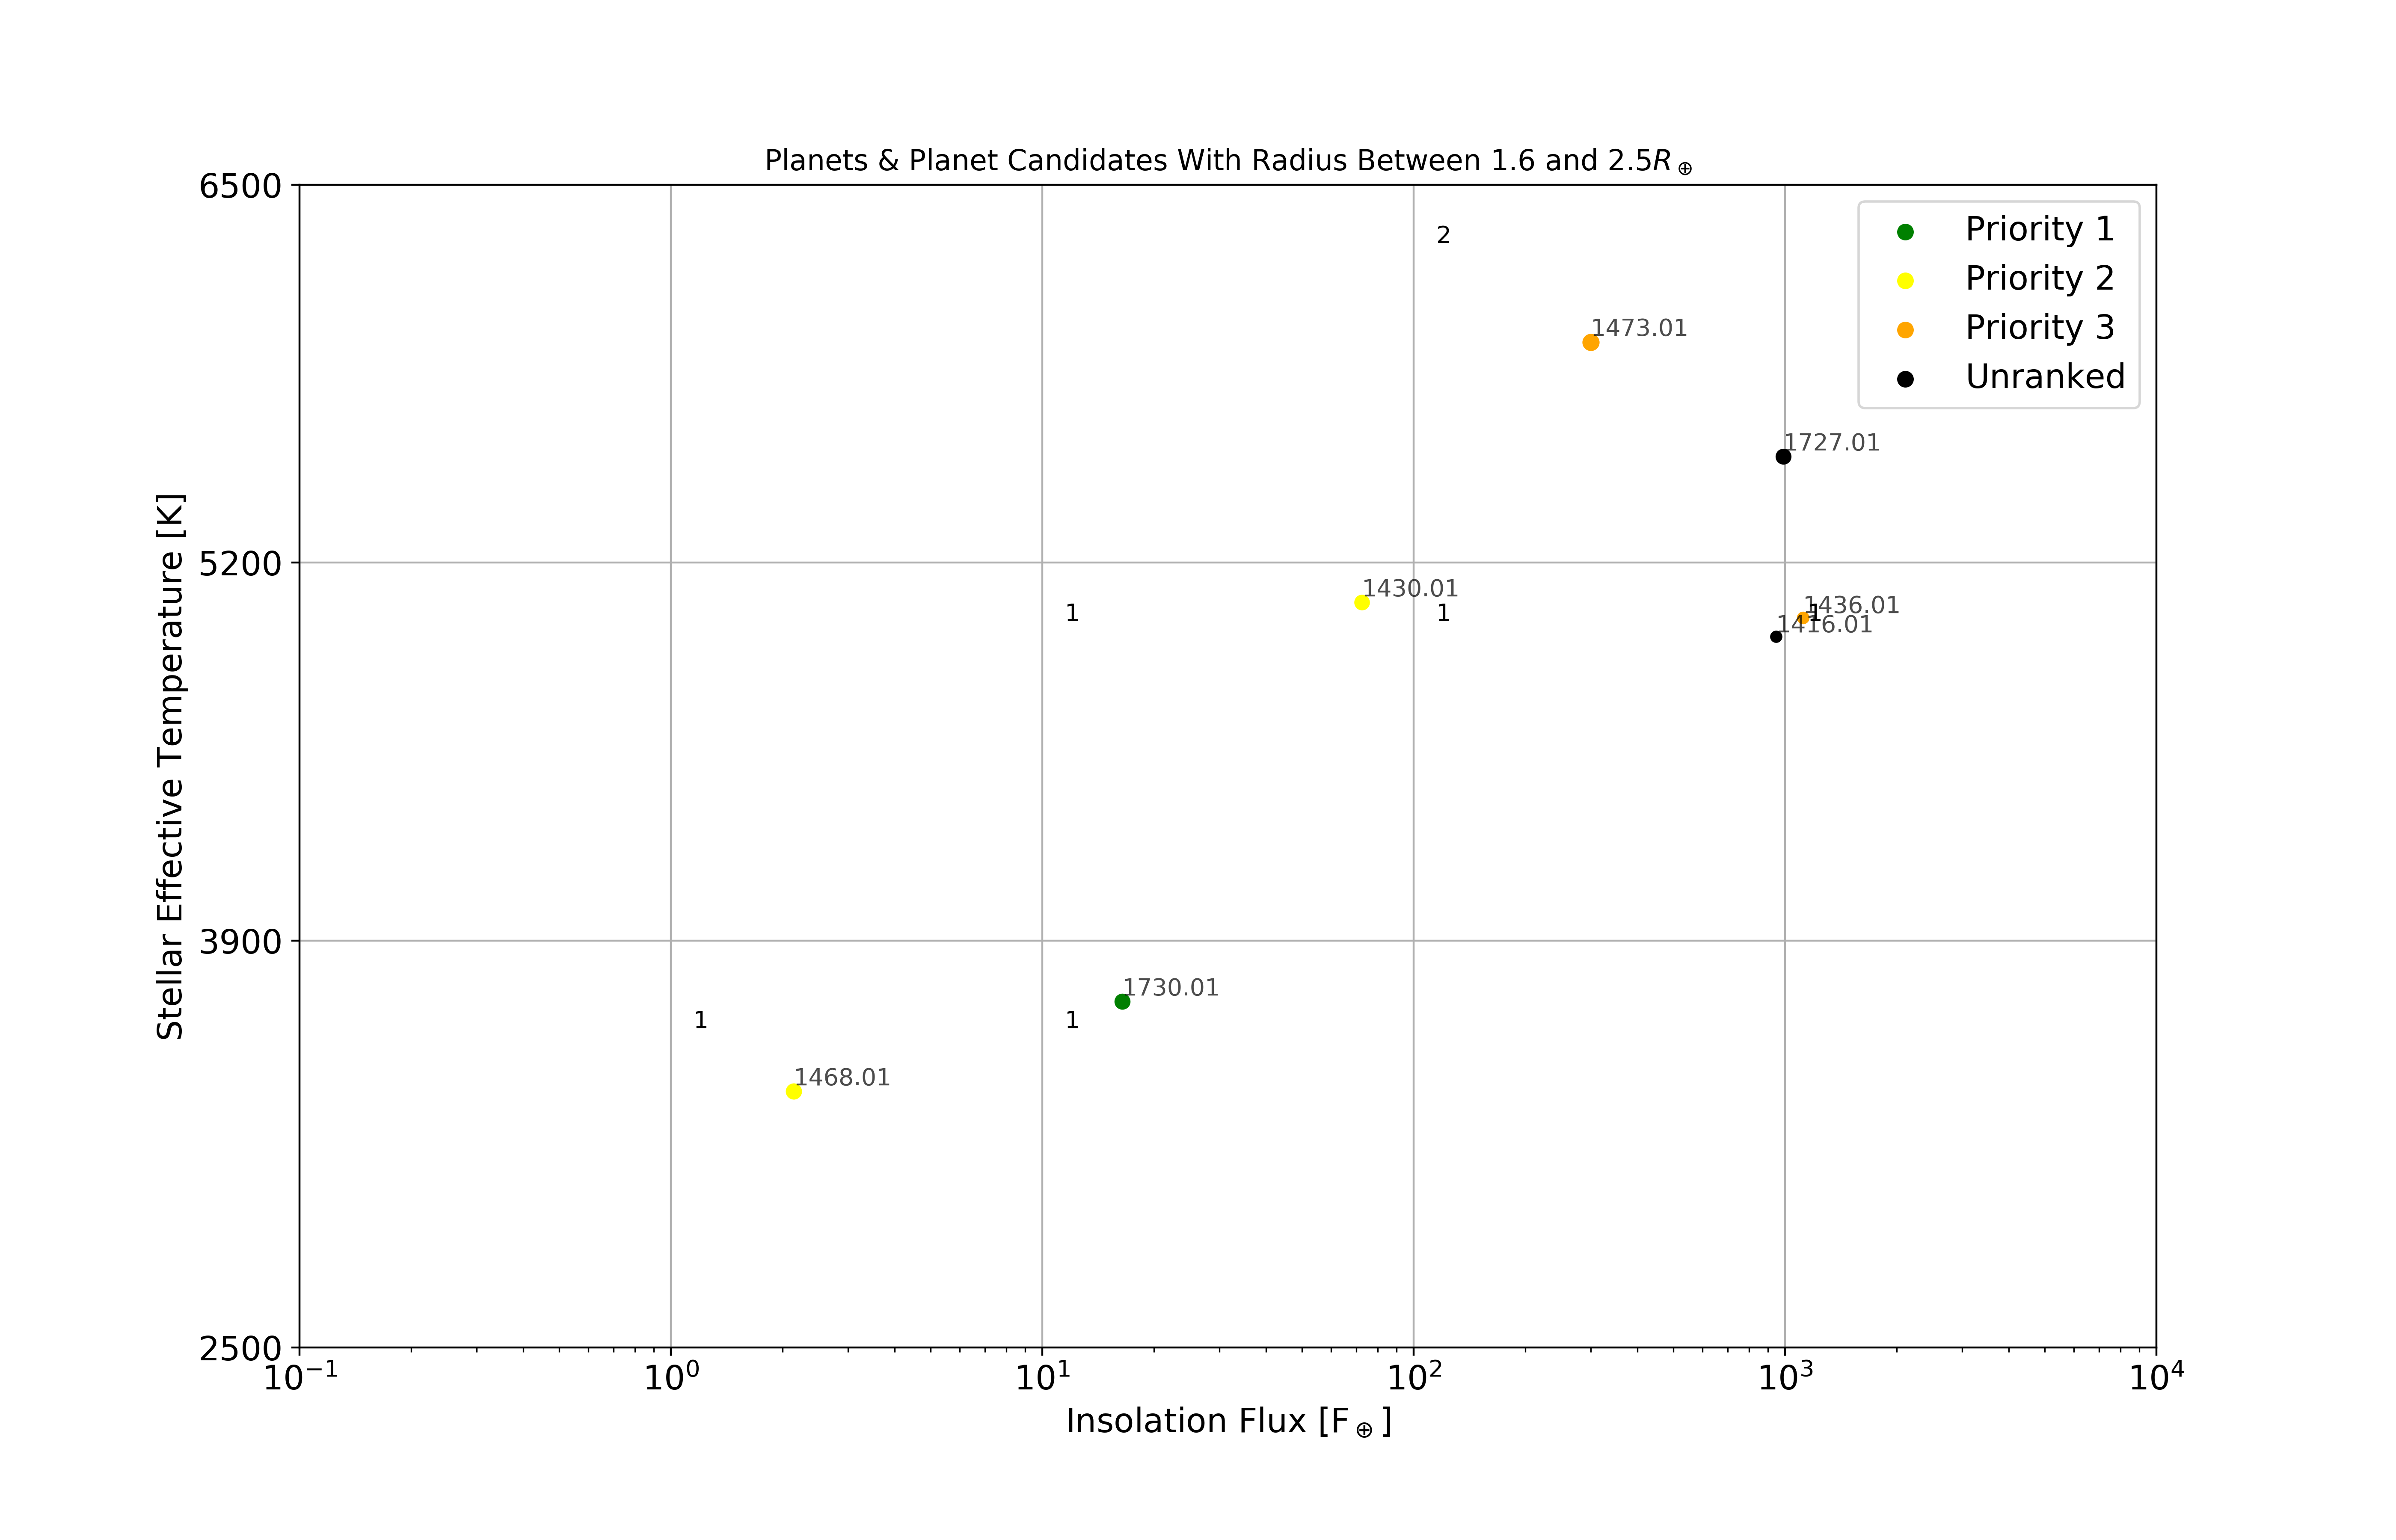 Planets & Planet Candidates With Radius Between 1.6 and 2.5R⊕
6500
2
Priority 1
Priority 2
Priority 3
Unranked
1473.01
1727.01
5200
1430.01
1
1
1436.01
1
1416.01
Stellar Effective Temperature [K]
3900
1730.01
1
1
1468.01
2500
10⁻¹ 10⁰ 10¹ 10² 10³ 10⁴
Insolation Flux [F⊕]